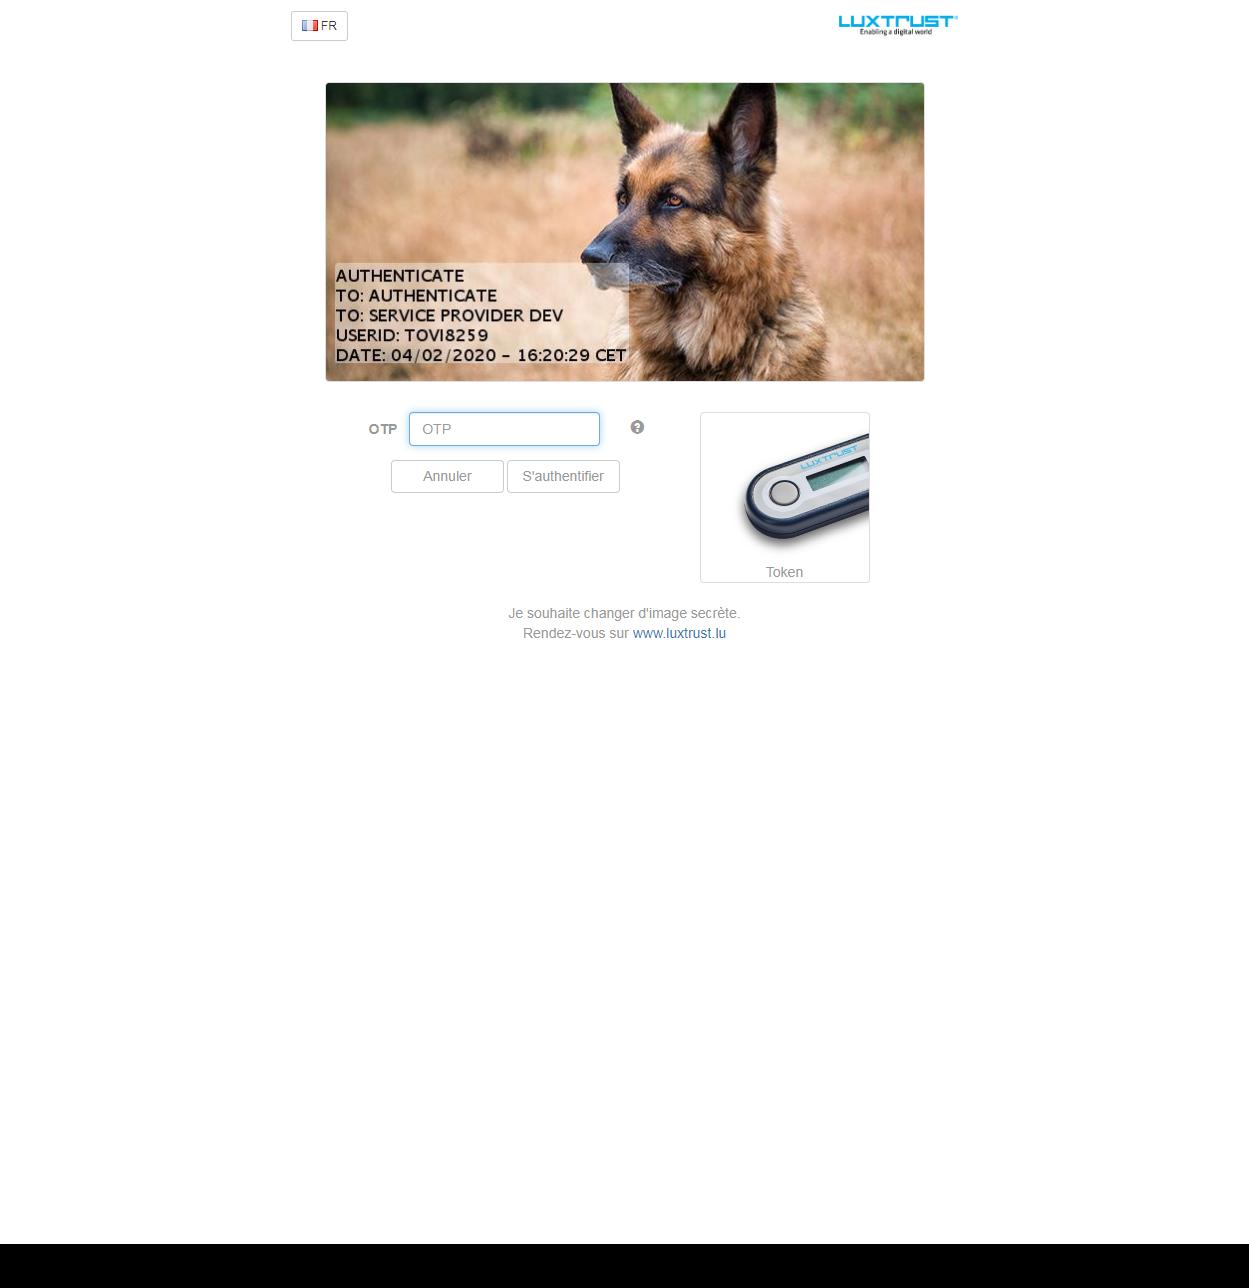 FR
LUXTRUST
Enabling a digital world
AUTHENTICATE
TO: AUTHENTICATE
TO: SERVICE PROVIDER DEV
USERID: TOVI8259
DATE: 04/02/2020 - 16:20:29 CET
OTP OTP
Annuler S'authentifier
LUXTRUST
Token
Je souhaite changer d'image secrète.
Rendez-vous sur www.luxtrust.lu